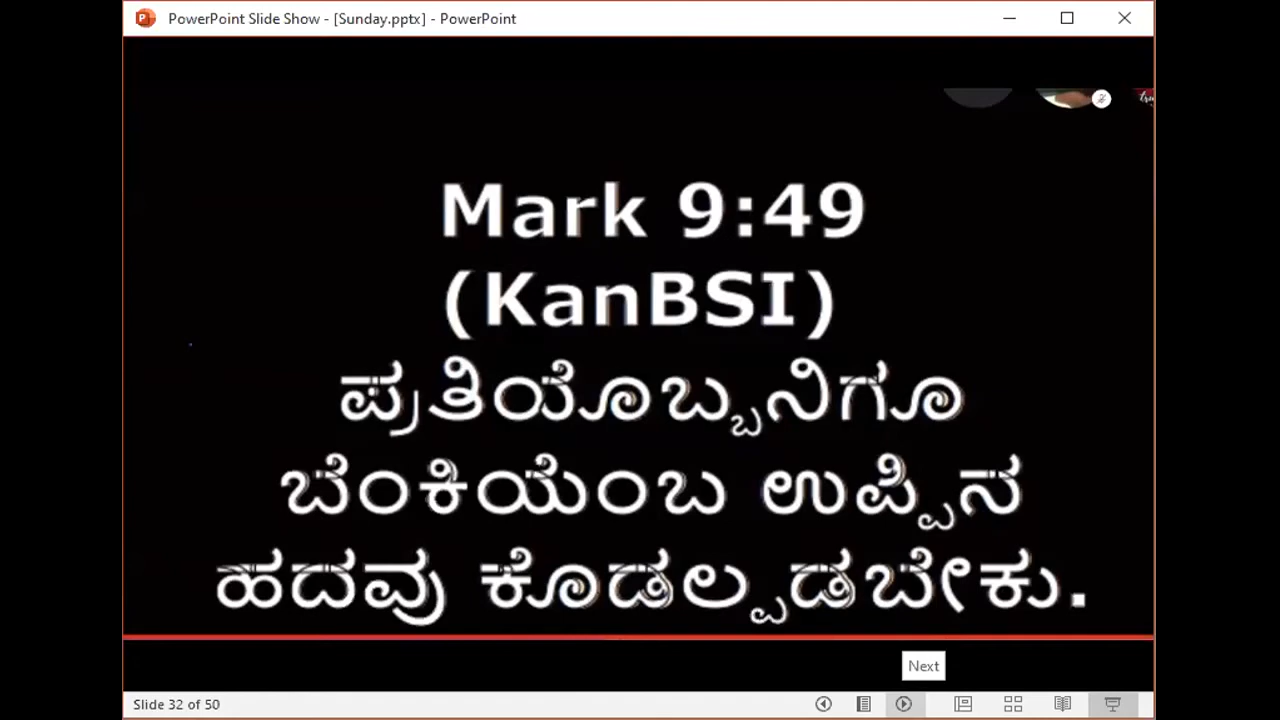 PowerPoint Slide Show - [Sunday.pptx] - PowerPoint
Mark 9:49
(KanBSI)
ಪ್ರತಿಯೊಬ್ಬನಿಗೂ
ಬೆಂಕಿಯೆಂಬ ಉಪ್ಪಿನ
ಹದವು ಕೊಡಲ್ಪಡಬೇಕು.
Next
Slide 32 of 50